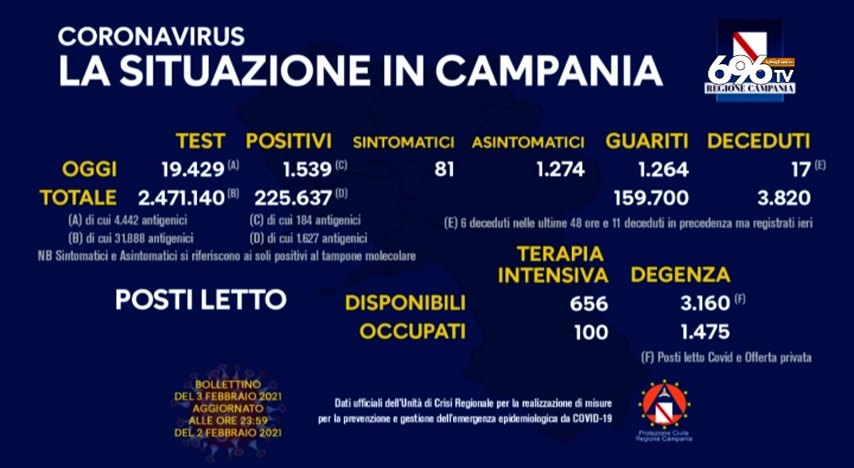 CORONAVIRUS
LA SITUAZIONE IN CAMPANIA
696 TV
REGIONE CAMPANIA
TEST POSITIVI SINTOMATICI ASINTOMATICI GUARITI DECEDUTI
OGGI 19.429 (A) 1.539 (C) 81 1.274 1.264 17 (E)
TOTALE 2.471.140 (B) 225.637 (D) 159.700 3.820
(A) di cui 4.442 antigenici (C) di cui 184 antigenici (E) 6 deceduti nelle ultime 48 ore e 11 deceduti in precedenza ma registrati ieri
(B) di cui 31.888 antigenici (D) di cui 1.627 antigenici
NB Sintomatici e Asintomatici si riferiscono ai soli positivi al tampone molecolare
TERAPIA
INTENSIVA DEGENZA
POSTI LETTO DISPONIBILI 656 3.160 (F)
OCCUPATI 100 1.475
(F) Posti letto Covid e Offerta privata
BOLLETTINO
DEL 3 FEBBRAIO 2021
AGGIORNATO
ALLE ORE 23:59
DEL 2 FEBBRAIO 2021
Dati ufficiali dell'Unità di Crisi Regionale per la realizzazione di misure
per la prevenzione e gestione dell'emergenza epidemiologica da COVID-19
Protezione Civile
Regione Campania